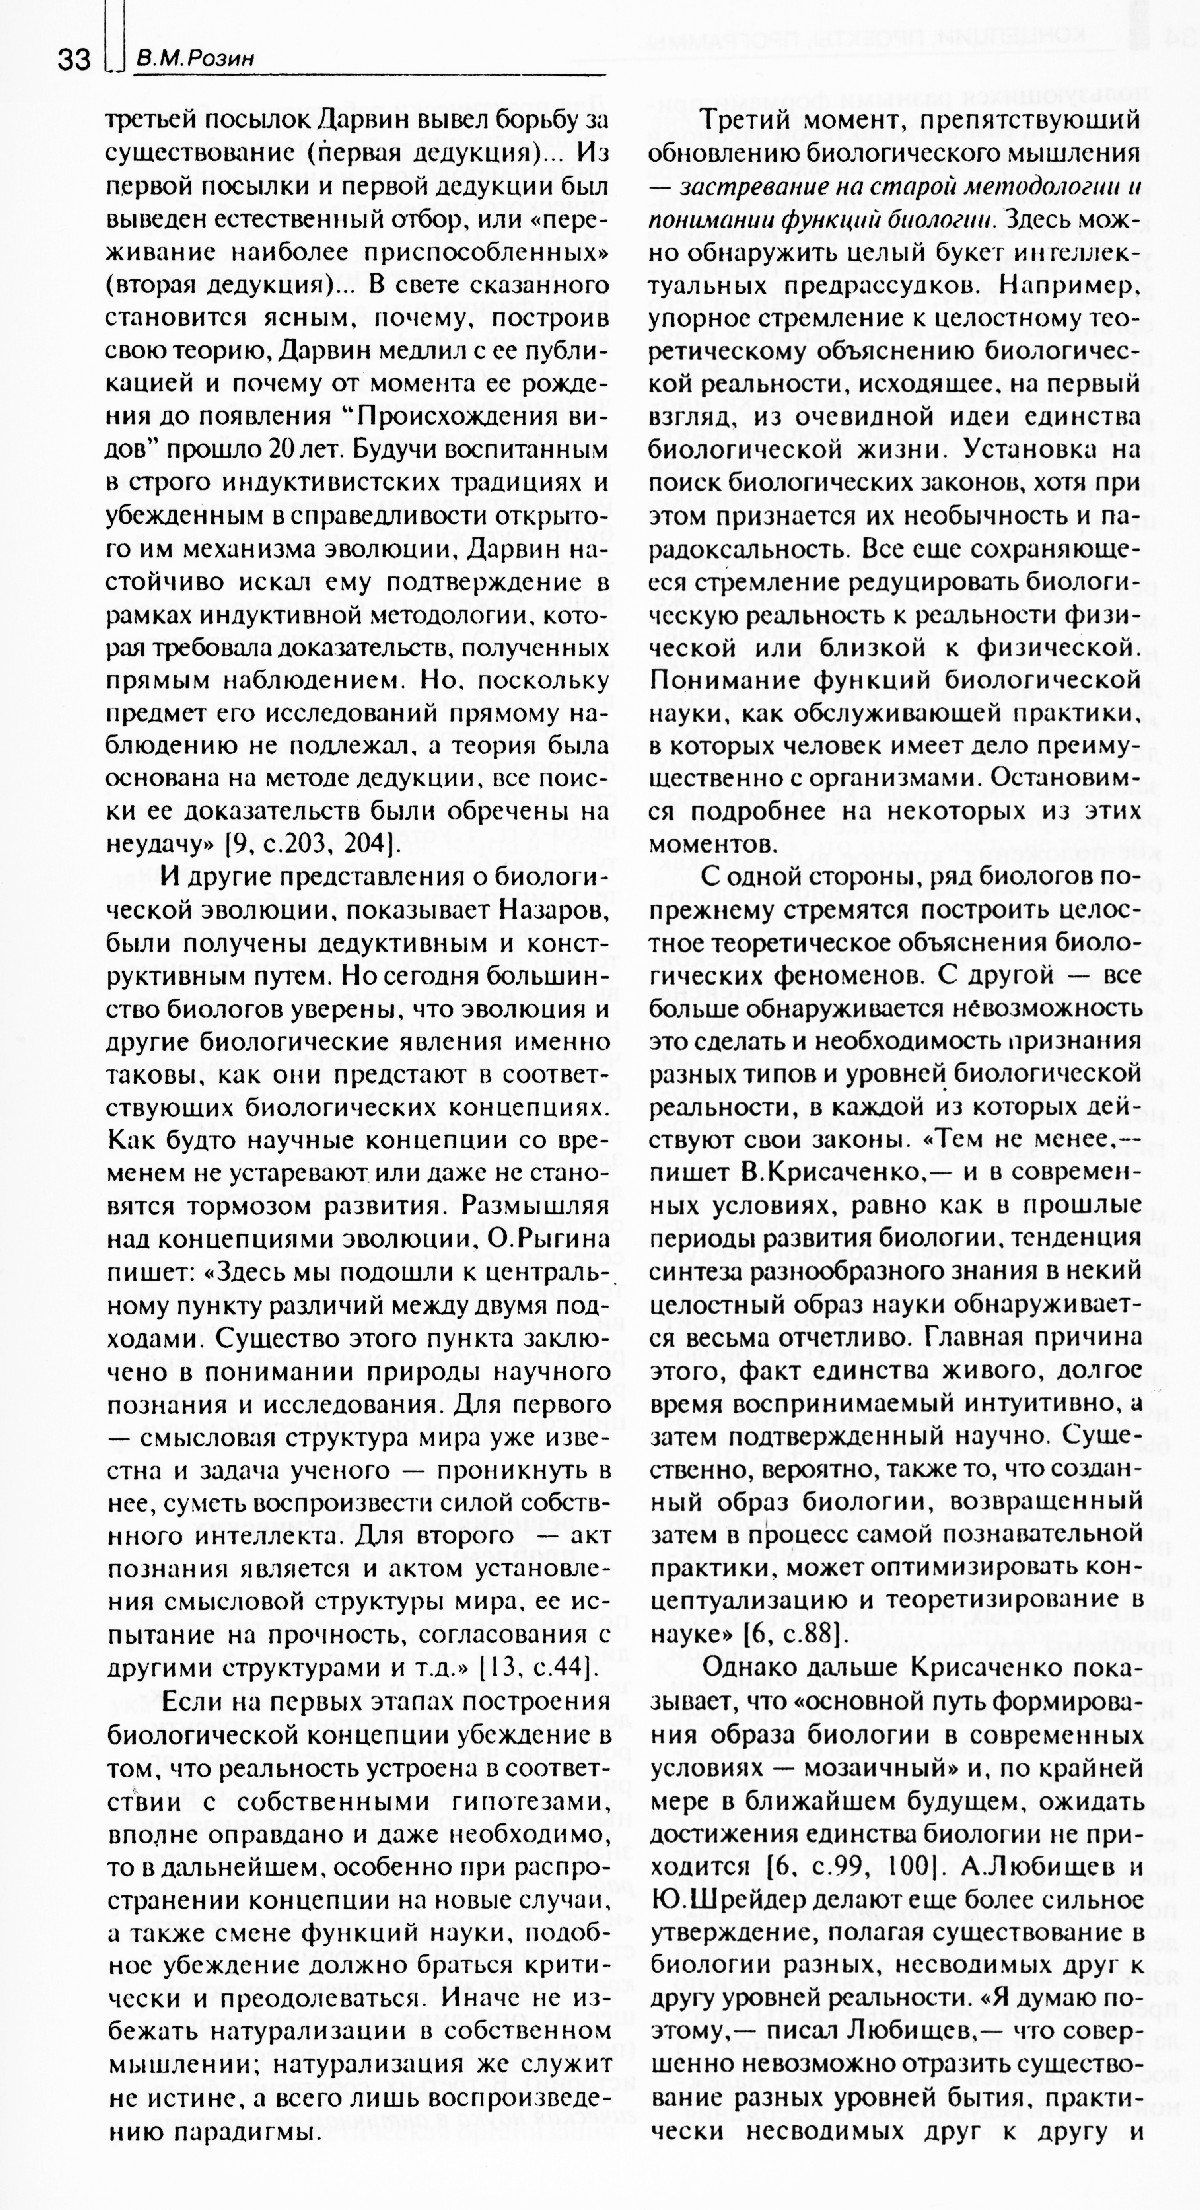 33
В.М.Розин
третьей посылок Дарвин вывел борьбу за
существование (первая дедукция)... Из
первой посылки и первой дедукции был
выведен естественный отбор, или «пере-
живание наиболее приспособленных»
(вторая дедукция)... В свете сказанного
становится ясным, почему, построив
свою теорию, Дарвин медлил с ее публи-
кацией и почему от момента ее рожде-
ния до появления “Происхождения ви-
дов” прошло 20 лет. Будучи воспитанным
в строго индуктивистских традициях и
убежденным в справедливости открыто-
го им механизма эволюции, Дарвин на-
стойчиво искал ему подтверждение в
рамках индуктивной методологии, кото-
рая требовала доказательств, полученных
прямым наблюдением. Но, поскольку
предмет его исследований прямому на-
блюдению не подлежал, а теория была
основана на методе дедукции, все поис-
ки ее доказательств были обречены на
неудачу» [9, с.203, 204].
И другие представления о биологи-
ческой эволюции, показывает Назаров,
были получены дедуктивным и конст-
руктивным путем. Но сегодня большин-
ство биологов уверены, что эволюция и
другие биологические явления именно
таковы, как они предстают в соответ-
ствующих биологических концепциях.
Как будто научные концепции со вре-
менем не устаревают или даже не стано-
вятся тормозом развития. Размышляя
над концепциями эволюции, О.Рыгина
пишет: «Здесь мы подошли к централь-
ному пункту различий между двумя под-
ходами. Существо этого пункта заклю-
чено в понимании природы научного
познания и исследования. Для первого
— смысловая структура мира уже изве-
стна и задача ученого — проникнуть в
нее, суметь воспроизвести силой собств-
нного интеллекта. Для второго — акт
познания является и актом установле-
ния смысловой структуры мира, ее ис-
пытание на прочность, согласования с
другими структурами и т.д.» [13, с.44].
Если на первых этапах построения
биологической концепции убеждение в
том, что реальность устроена в соответ-
ствии с собственными гипотезами,
вполне оправдано и даже необходимо,
то в дальнейшем, особенно при распро-
странении концепции на новые случаи,
а также смене функций науки, подоб-
ное убеждение должно браться крити-
чески и преодолеваться. Иначе не из-
бежать натурализации в собственном
мышлении; натурализация же служит
не истине, а всего лишь воспроизведе-
нию парадигмы.
Третий момент, препятствующий
обновлению биологического мышления
— застревание на старой методологии и
понимании функций биологии. Здесь мож-
но обнаружить целый букет интеллек-
туальных предрассудков. Например,
упорное стремление к целостному тео-
ретическому объяснению биологичес-
кой реальности, исходящее, на первый
взгляд, из очевидной идеи единства
биологической жизни. Установка на
поиск биологических законов, хотя при
этом признается их необычность и па-
радоксальность. Все еще сохраняюще-
еся стремление редуцировать биологи-
ческую реальность к реальности физи-
ческой или близкой к физической.
Понимание функций биологической
науки, как обслуживающей практики,
в которых человек имеет дело преиму-
щественно с организмами. Остановим-
ся подробнее на некоторых из этих
моментов.
С одной стороны, ряд биологов по-
прежнему стремятся построить целос-
тное теоретическое объяснения биоло-
гических феноменов. С другой — все
больше обнаруживается невозможность
это сделать и необходимость признания
разных типов и уровней биологической
реальности, в каждой из которых дей-
ствуют свои законы. «Тем не менее,—
пишет В.Крисаченко,— и в современ-
ных условиях, равно как в прошлые
периоды развития биологии, тенденция
синтеза разнообразного знания в некий
целостный образ науки обнаруживает-
ся весьма отчетливо. Главная причина
этого, факт единства живого, долгое
время воспринимаемый интуитивно, а
затем подтвержденный научно. Суще-
ственно, вероятно, также то, что создан-
ный образ биологии, возвращенный
затем в процесс самой познавательной
практики, может оптимизировать кон-
цептуализацию и теоретизирование в
науке» [6, с.88].
Однако дальше Крисаченко пока-
зывает, что «основной путь формирова-
ния образа биологии в современных
условиях — мозаичный» и, по крайней
мере в ближайшем будущем, ожидать
достижения единства биологии не при-
ходится [6, с.99, 100]. А.Любищев и
Ю.Шрейдер делают еще более сильное
утверждение, полагая существование в
биологии разных, несводимых друг к
другу уровней реальности. «Я думаю по-
этому,— писал Любищев,— что совер-
шенно невозможно отразить существо-
вание разных уровней бытия, практи-
чески несводимых друг к другу и